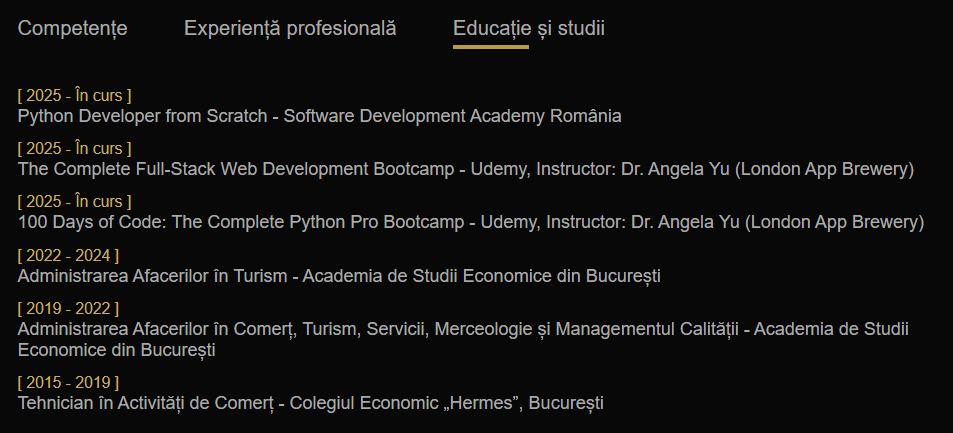 Competențe Experiență profesională Educație și studii
[ 2025 - În curs ]
Python Developer from Scratch - Software Development Academy România
[ 2025 - În curs ]
The Complete Full-Stack Web Development Bootcamp - Udemy, Instructor: Dr. Angela Yu (London App Brewery)
[ 2025 - În curs ]
100 Days of Code: The Complete Python Pro Bootcamp - Udemy, Instructor: Dr. Angela Yu (London App Brewery)
[ 2022 - 2024 ]
Administrarea Afacerilor în Turism - Academia de Studii Economice din București
[ 2019 - 2022 ]
Administrarea Afacerilor în Comerț, Turism, Servicii, Merceologie și Managementul Calității - Academia de Studii
Economice din București
[ 2015 - 2019 ]
Tehnician în Activități de Comerț - Colegiul Economic „Hermes”, București